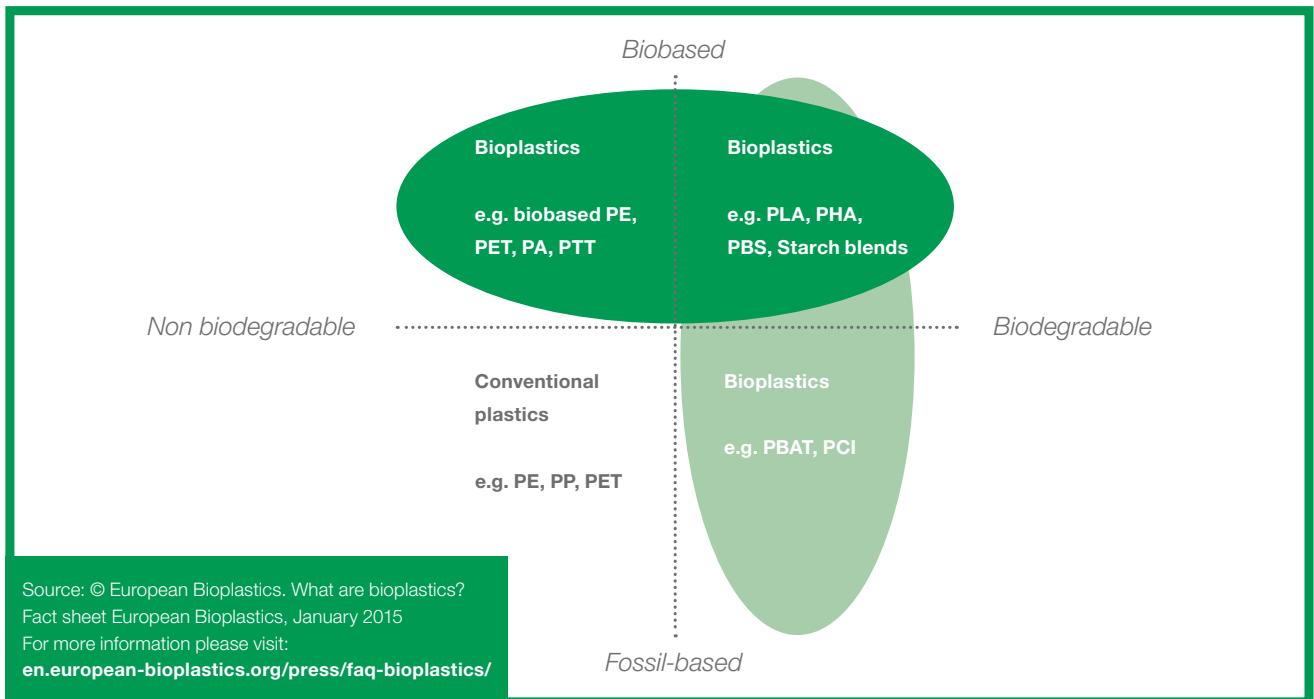 Biobased
Bioplastics
e.g. biobased PE,
PET, PA, PTT
Bioplastics
e.g. PLA, PHA,
PBS, Starch blends
Non biodegradable
Biodegradable
Conventional
plastics
e.g. PE, PP, PET
Bioplastics
e.g. PBAT, PCI
Source: © European Bioplastics. What are bioplastics?
Fact sheet European Bioplastics, January 2015
For more information please visit:
en.european-bioplastics.org/press/faq-bioplastics/
Fossil-based